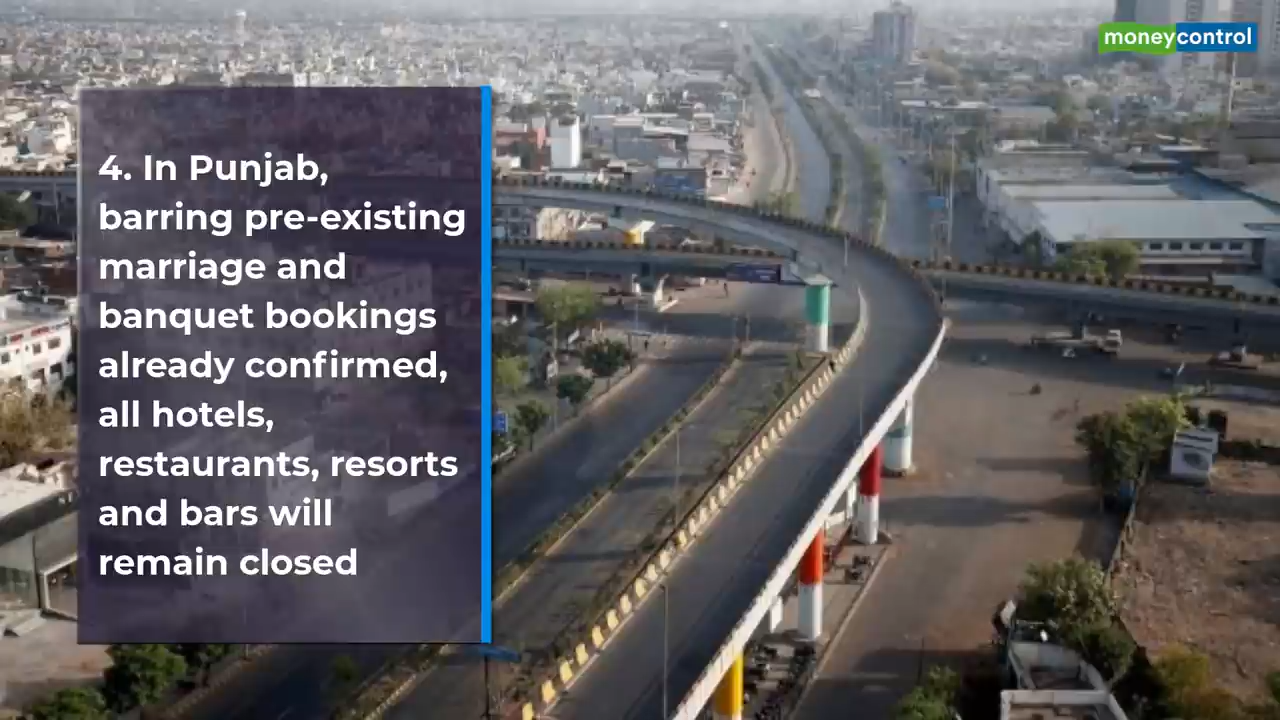 moneycontrol
4. In Punjab,
barring pre-existing
marriage and
banquet bookings
already confirmed,
all hotels,
restaurants, resorts
and bars will
remain closed